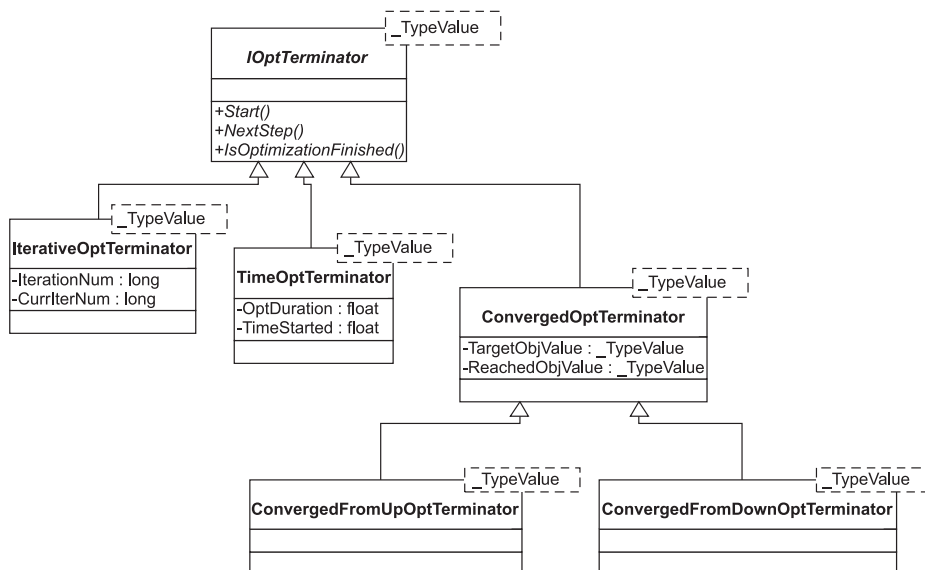 _TypeValue
IOptTerminator
+Start()
+NextStep()
+IsOptimizationFinished()
_TypeValue
IterativeOptTerminator
-IterationNum : long
-CurrIterNum : long
_TypeValue
TimeOptTerminator
-OptDuration : float
-TimeStarted : float
_TypeValue
ConvergedOptTerminator
-TargetObjValue : _TypeValue
-ReachedObjValue : _TypeValue
_TypeValue
ConvergedFromUpOptTerminator
_TypeValue
ConvergedFromDownOptTerminator